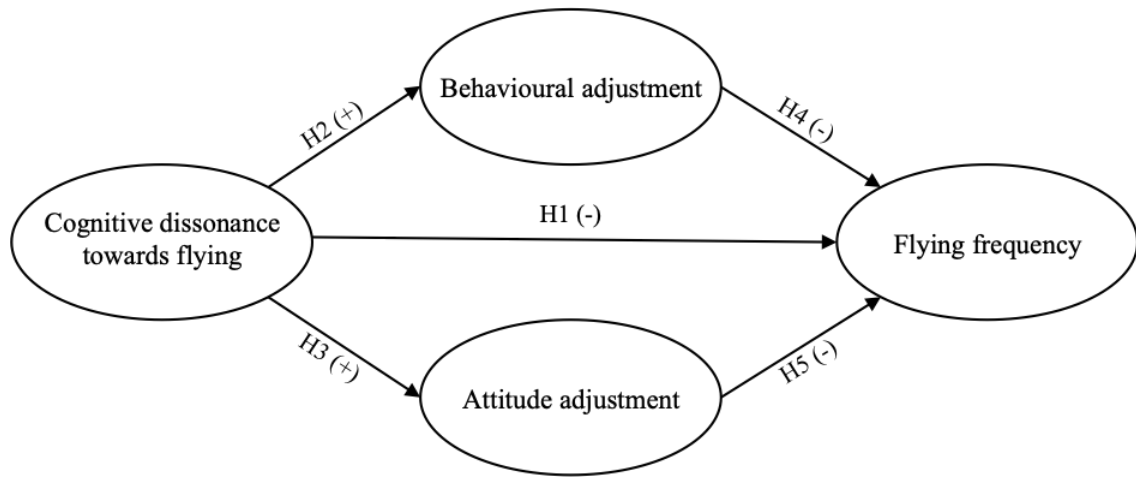 Behavioural adjustment
H2 (+)
H4 (-)
H1 (-)
Cognitive dissonance
towards flying
Flying frequency
H3 (+)
H5 (-)
Attitude adjustment